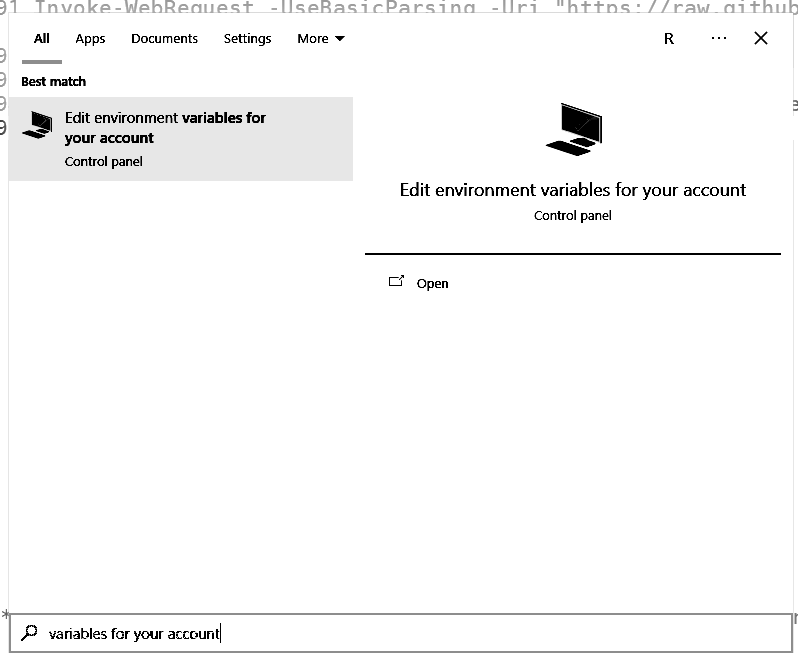 91 Invoke-WebRequest -UseBasicParsing -Uri "https://raw.github
All Apps Documents Settings More R ... ✕
Best match
Edit environment variables for
your account
Control panel
Edit environment variables for your account
Control panel
Open
variables for your account